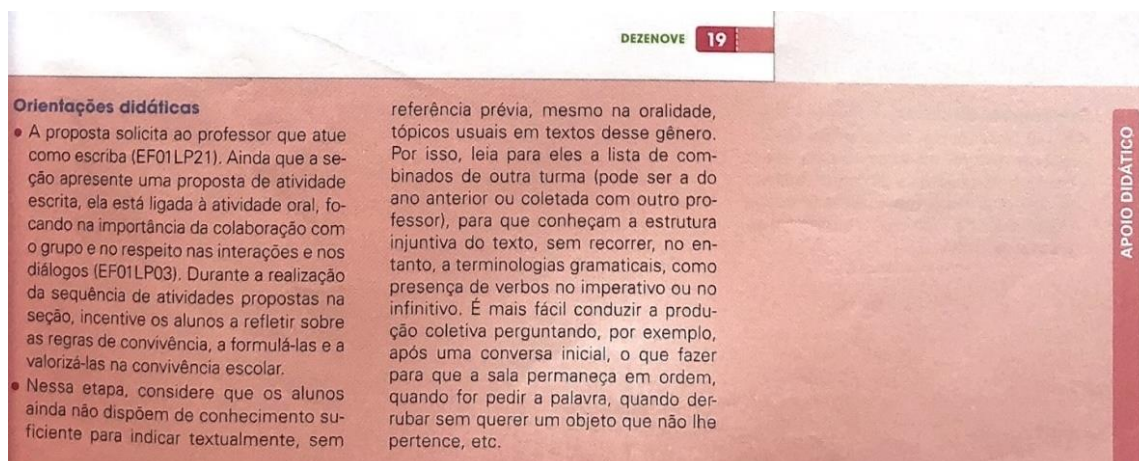 DEZENOVE 19
Orientações didáticas
• A proposta solicita ao professor que atue
como escriba (EF01LP21). Ainda que a se-
ção apresente uma proposta de atividade
escrita, ela está ligada à atividade oral, fo-
cando na importância da colaboração com
o grupo e no respeito nas interações e nos
diálogos (EF01LP03). Durante a realização
da sequência de atividades propostas na
seção, incentive os alunos a refletir sobre
as regras de convivência, a formulá-las e a
valorizá-las na convivência escolar.
• Nessa etapa, considere que os alunos
ainda não dispõem de conhecimento su-
ficiente para indicar textualmente, sem
referência prévia, mesmo na oralidade,
tópicos usuais em textos desse gênero.
Por isso, leia para eles a lista de com-
binados de outra turma (pode ser a do
ano anterior ou coletada com outro pro-
fessor), para que conheçam a estrutura
injuntiva do texto, sem recorrer, no en-
tanto, a terminologias gramaticais, como
presença de verbos no imperativo ou no
infinitivo. É mais fácil conduzir a produ-
ção coletiva perguntando, por exemplo,
após uma conversa inicial, o que fazer
para que a sala permaneça em ordem,
quando for pedir a palavra, quando der-
rubar sem querer um objeto que não lhe
pertence, etc.
APOIO DIDÁTICO